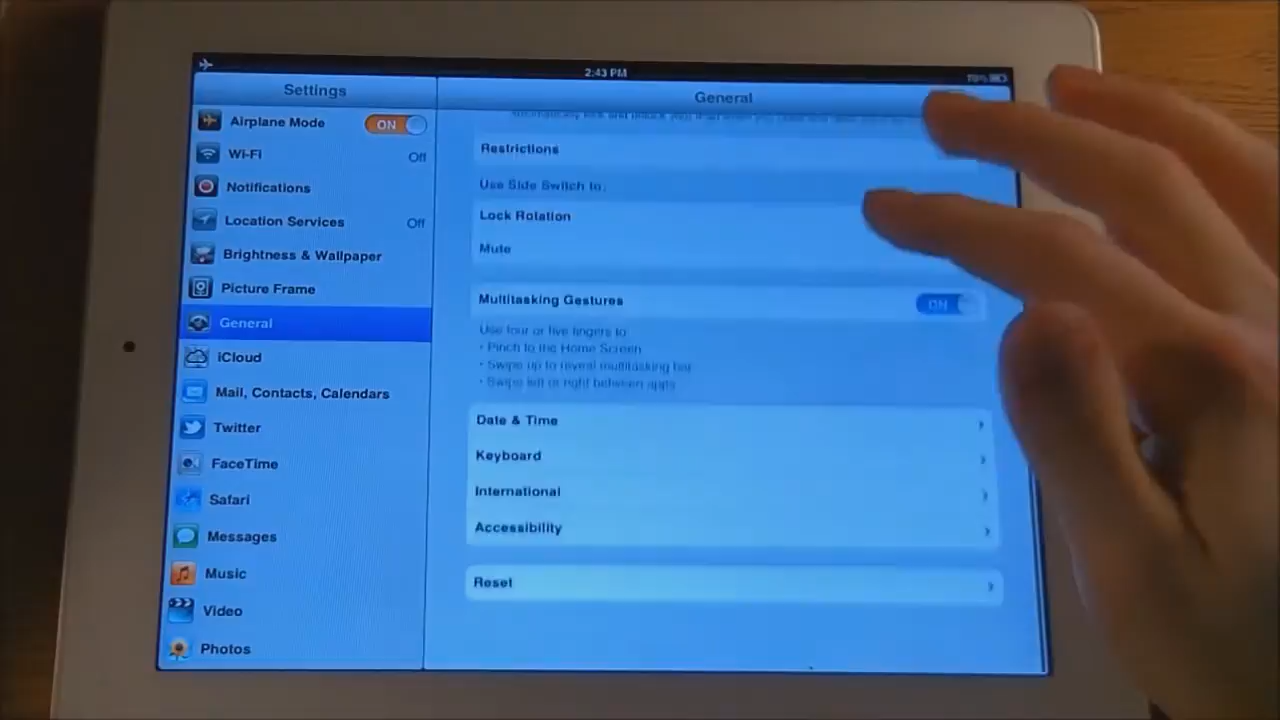 2:43 PM
Settings
General
Airplane Mode ON
Wi-Fi Off
Notifications
Location Services Off
Brightness & Wallpaper
Picture Frame
General
iCloud
Mail, Contacts, Calendars
Twitter
FaceTime
Safari
Messages
Music
Video
Photos
Restrictions
Use Side Switch to:
Lock Rotation
Mute
Multitasking Gestures ON
Use four or five fingers to:
• Pinch to the Home Screen
• Swipe up to reveal multitasking bar
• Swipe left or right between apps
Date & Time
Keyboard
International
Accessibility
Reset